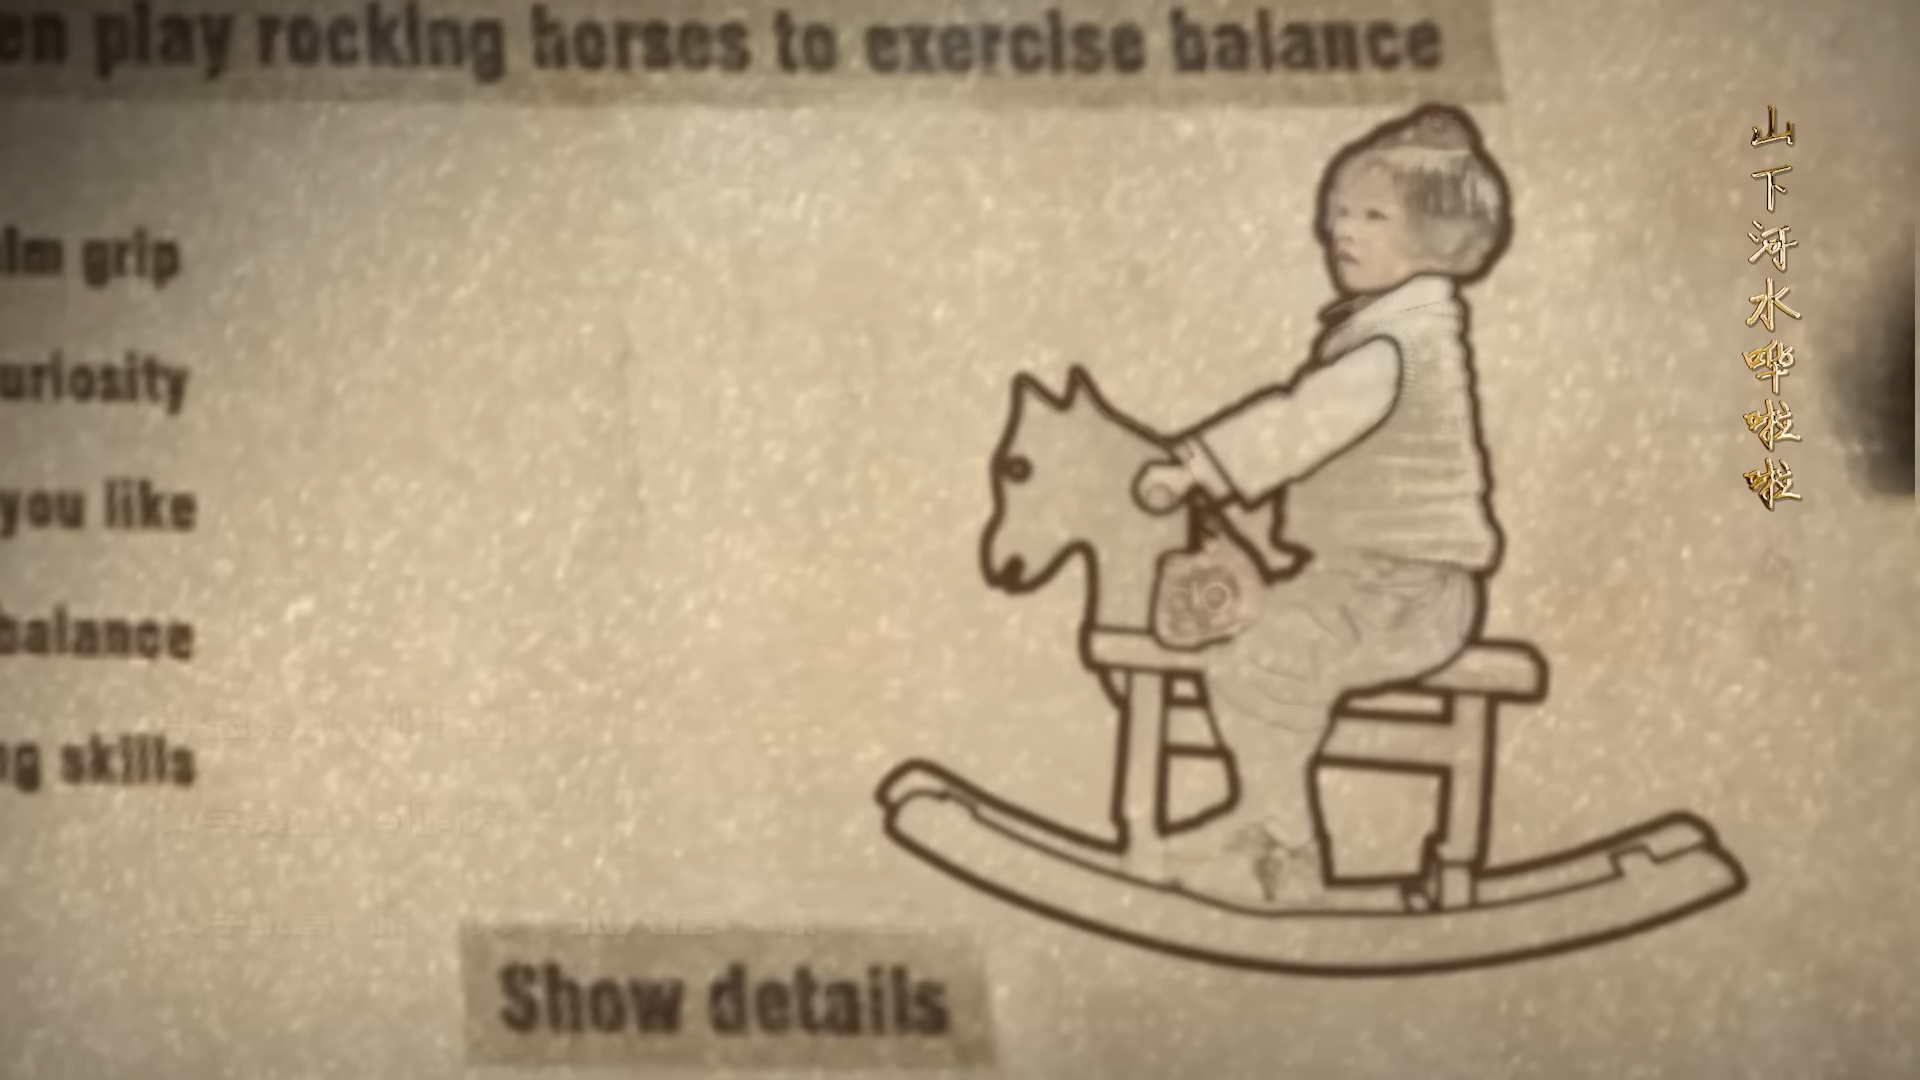 en play rocking horses to exercise balance
lm grip
uriosity
you like
balance
ng skills
Show details
山下河水哗啦啦